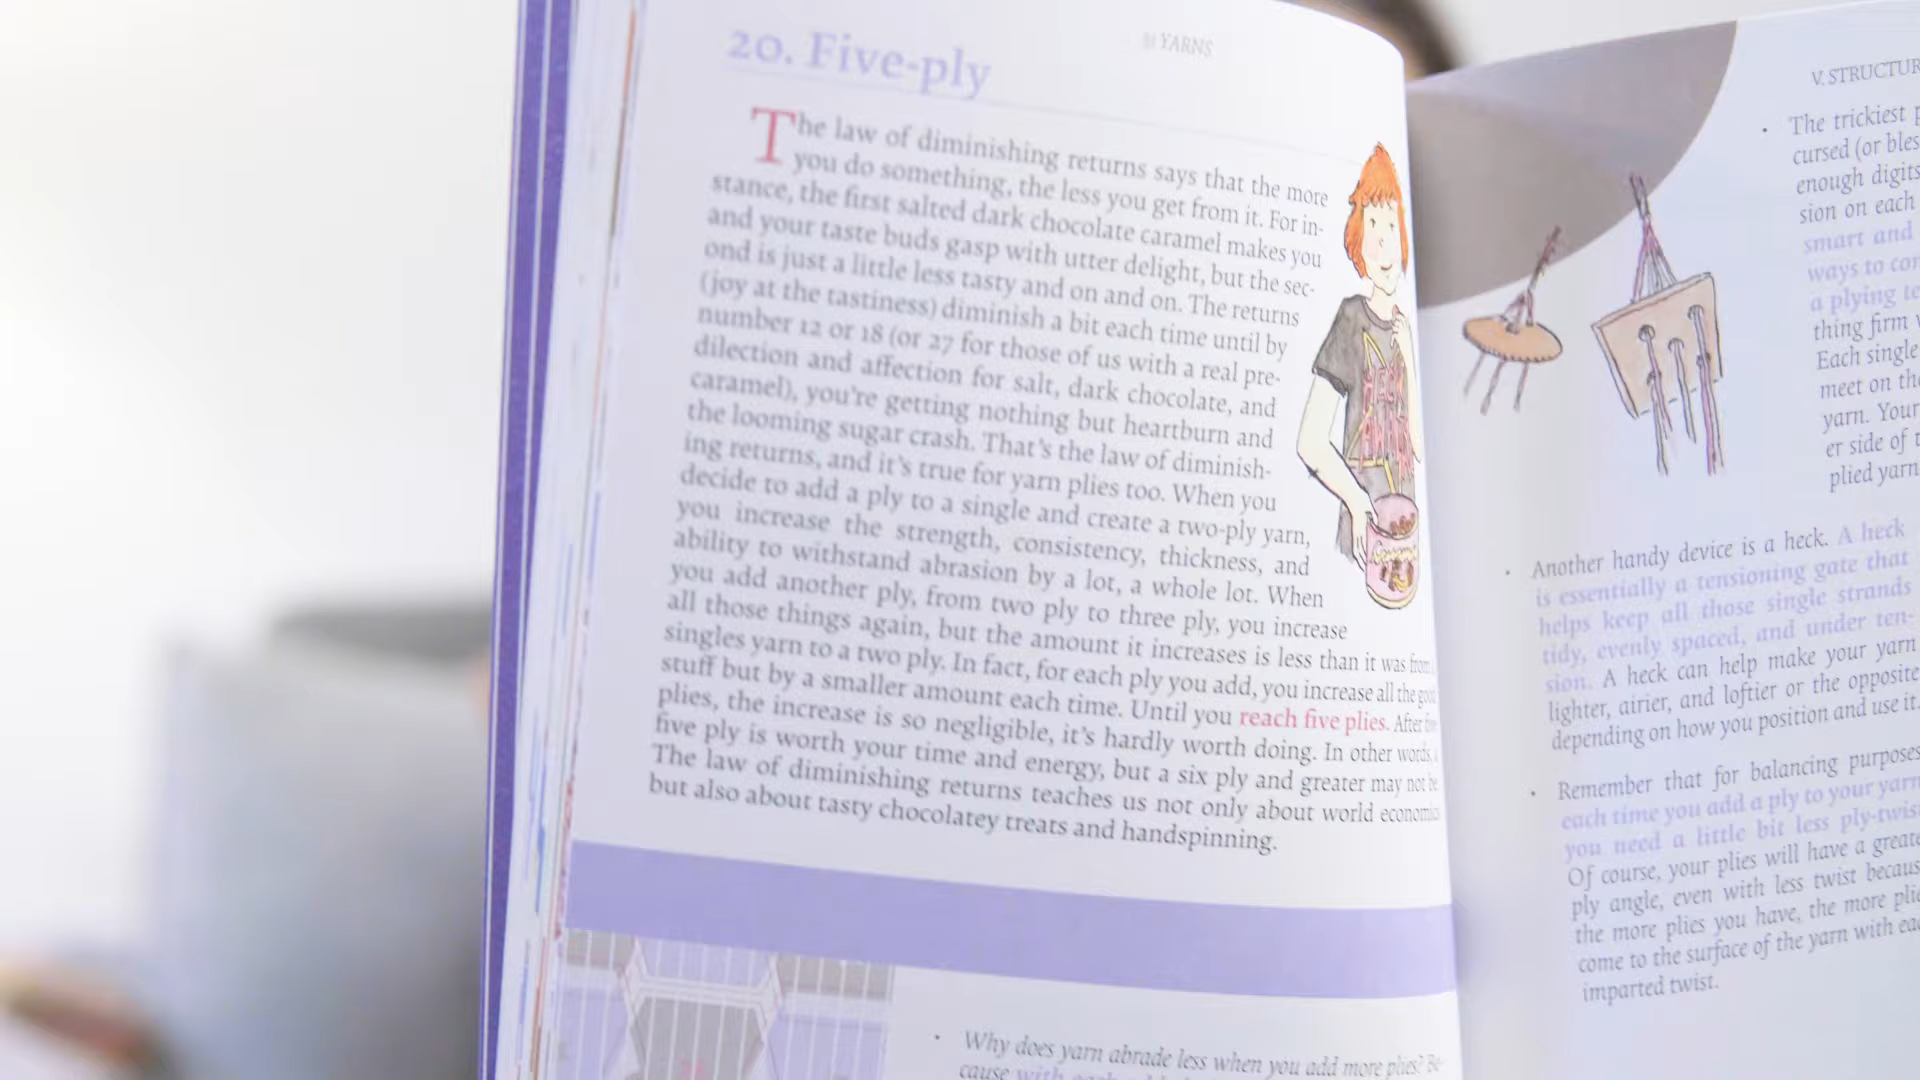 YARNS
20. Five-ply
The law of diminishing returns says that the more
you do something, the less you get from it. For in-
stance, the first salted dark chocolate caramel makes you
and your taste buds gasp with utter delight, but the sec-
ond is just a little less tasty and on and on. The returns
(joy at the tastiness) diminish a bit each time until by
number 12 or 18 (or 27 for those of us with a real pre-
dilection and affection for salt, dark chocolate, and
caramel), you're getting nothing but heartburn and
the looming sugar crash. That's the law of diminish-
ing returns, and it's true for yarn plies too. When you
decide to add a ply to a single and create a two-ply yarn,
you increase the strength, consistency, thickness, and
ability to withstand abrasion by a lot, a whole lot. When
you add another ply, from two ply to three ply, you increase
all those things again, but the amount it increases is less than it was from
singles yarn to a two ply. In fact, for each ply you add, you increase all the
stuff but by a smaller amount each time. Until you reach five plies. After
plies, the increase is so negligible, it's hardly worth doing. In other words,
five ply is worth your time and energy, but a six ply and greater may not be
The law of diminishing returns teaches us not only about world economics
but also about tasty chocolatey treats and handspinning.
Why does yarn abrade less when you add more plies? Be-
cause with each
HECK
V. STRUCTUR
The trickiest p
cursed (or bles
enough digits
sion on each
smart and
ways to con
a plying to
thing firm
Each single
meet on the
yarn. Your
er side of t
plied yarn
Another handy device is a heck. A heck
is essentially a tensioning gate that
helps keep all those single strands
tidy, evenly spaced, and under ten-
sion. A heck can help make your yarn
lighter, airier, and loftier or the opposite
depending on how you position and use it.
Remember that for balancing purposes
each time you add a ply to your yarn
you need a little bit less ply-twist
Of course, your plies will have a greate
ply angle, even with less twist becaus
the more plies you have, the more plie
come to the surface of the yarn with eac
imparted twist.